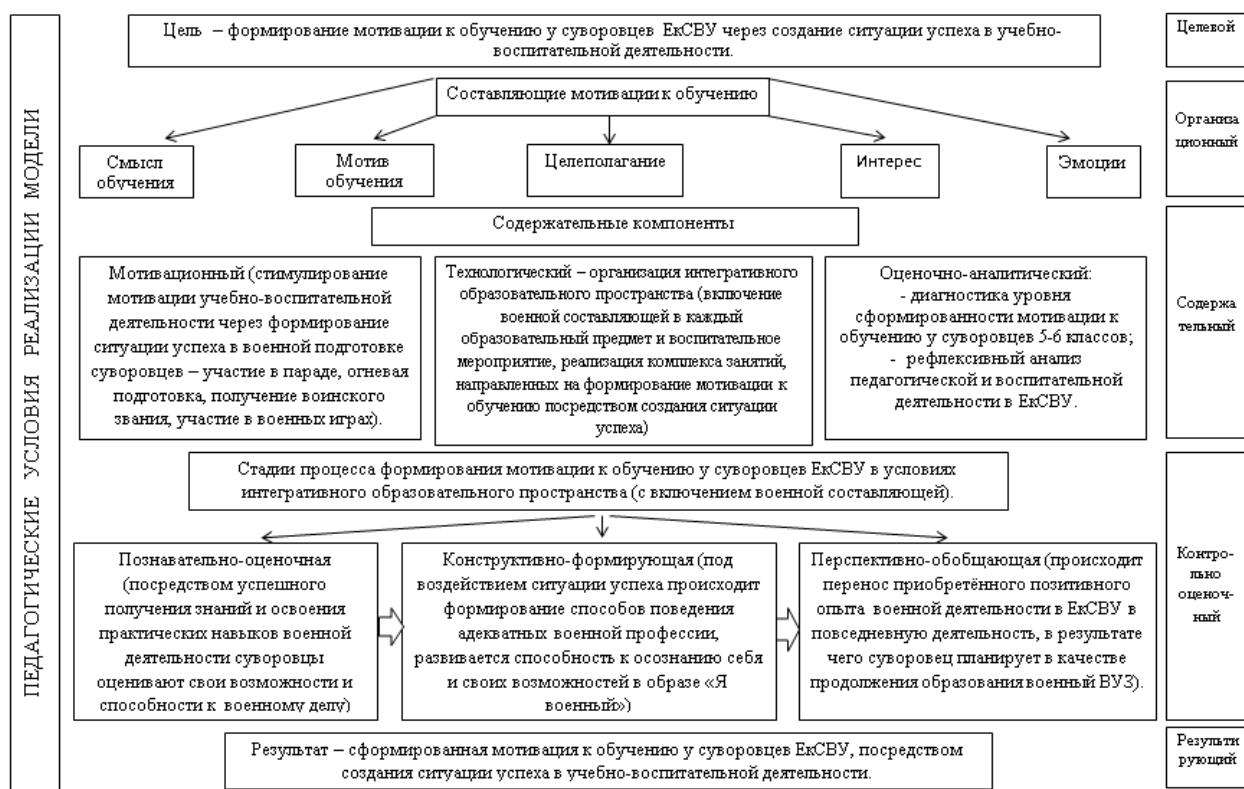 ПЕДАГОГИЧЕСКИЕ УСЛОВИЯ РЕАЛИЗАЦИИ МОДЕЛИ
Цель – формирование мотивации к обучению у суворовцев ЕкСВУ через создание ситуации успеха в учебно-
воспитательной деятельности.
Целевой
Составляющие мотивации к обучению
Смысл
обучения
Мотив
обучения
Целеполагание
Интерес
Эмоции
Организа
ционный
Содержательные компоненты
Мотивационный (стимулирование
мотивации учебно-воспитательной
деятельности через формирование
ситуации успеха в военной подготовке
суворовцев – участие в параде, огневая
подготовка, получение воинского
звания, участие в военных играх).
Технологический – организация интегративного
образовательного пространства (включение
военной составляющей в каждый
образовательный предмет и воспитательное
мероприятие, реализация комплекса занятий,
направленных на формирование мотивации к
обучению посредством создания ситуации
успеха)
Оценочно-аналитический:
- диагностика уровня
сформированности мотивации к
обучению у суворовцев 5-6 классов;
- рефлексивный анализ
педагогической и воспитательной
деятельности в ЕкСВУ.
Содержа
тельный
Стадии процесса формирования мотивации к обучению у суворовцев ЕкСВУ в условиях
интегративного образовательного пространства (с включением военной составляющей).
Познавательно-оценочная
(посредством успешного
получения знаний и освоения
практических навыков военной
деятельности суворовцы
оценивают свои возможности и
способности к военному делу)
Конструктивно-формирующая (под
воздействием ситуации успеха происходит
формирование способов поведения
адекватных военной профессии,
развивается способность к осознанию себя
и своих возможностей в образе «Я
военный»)
Перспективно-обобщающая (происходит
перенос приобретённого позитивного
опыта военной деятельности в ЕкСВУ в
повседневную деятельность, в результате
чего суворовец планирует в качестве
продолжения образования военный ВУЗ).
Контро-
льно
оценоч-
ный
Результат – сформированная мотивация к обучению у суворовцев ЕкСВУ, посредством
создания ситуации успеха в учебно-воспитательной деятельности.
Результи
рующий